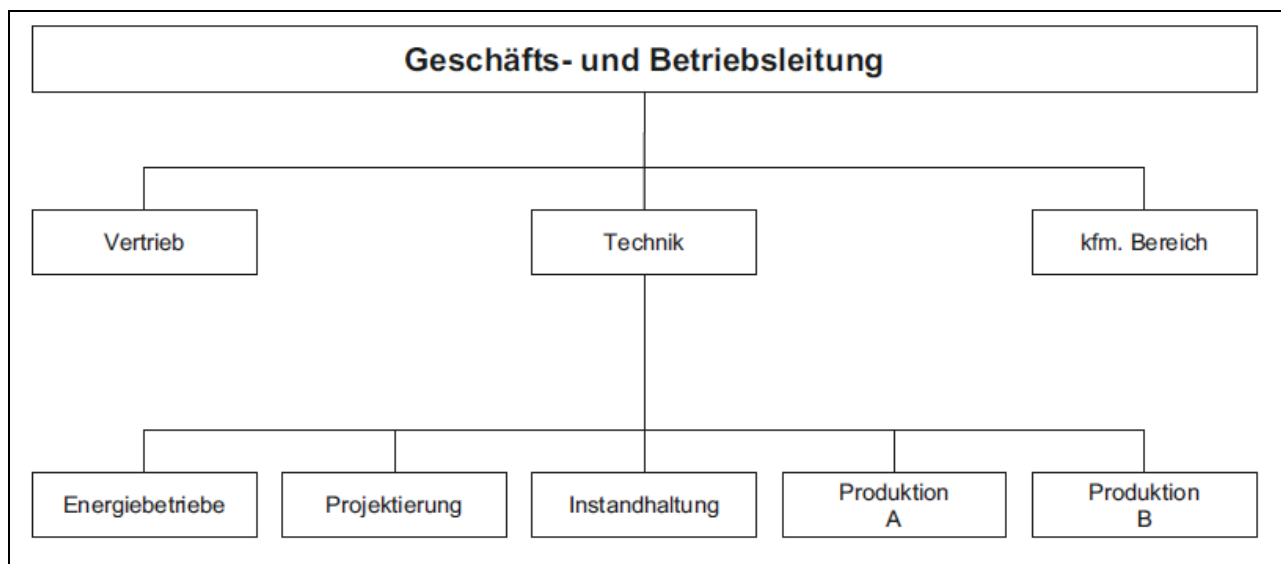 Geschäfts- und Betriebsleitung
Vertrieb
Technik
kfm. Bereich
Energiebetriebe
Projektierung
Instandhaltung
Produktion
A
Produktion
B